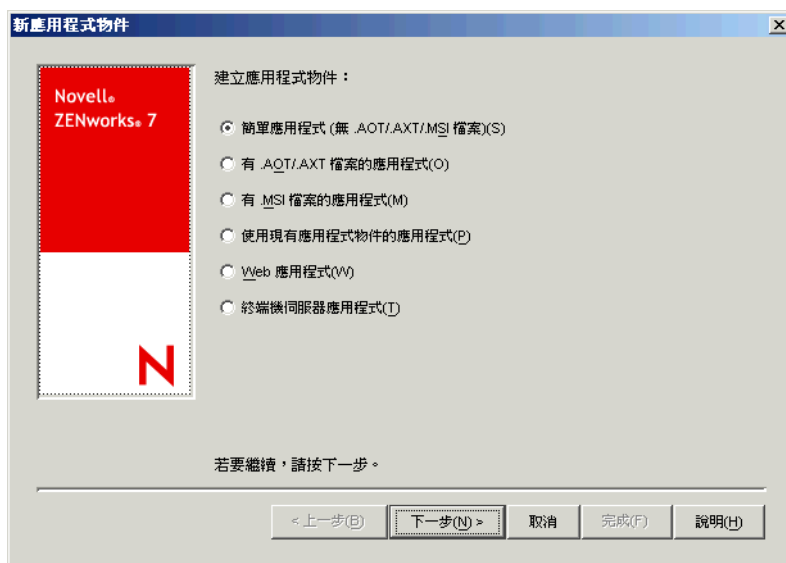 新應用程式物件
Novell®
ZENworks® 7
建立應用程式物件：
簡單應用程式 (無 .AOT/.AXT/.MSI 檔案)(S)
有 .AOT/.AXT 檔案的應用程式(O)
有 .MSI 檔案的應用程式(M)
使用現有應用程式物件的應用程式(P)
Web 應用程式(W)
終端機伺服器應用程式(T)
N
若要繼續，請按下一步。
< 上一步(B)
下一步(N) >
取消
完成(F)
說明(H)